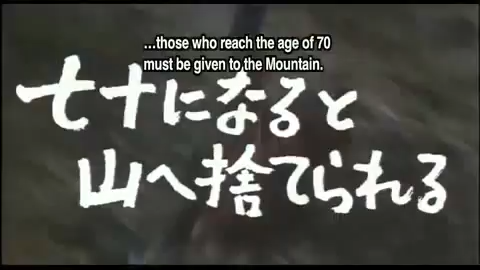 …those who reach the age of 70
must be given to the Mountain.
七十になると
山へ捨てられる